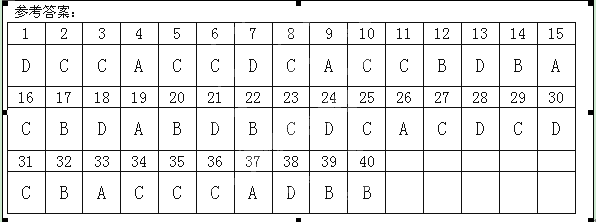 参考答案:
1 2 3 4 5 6 7 8 9 10 11 12 13 14 15
D C C A C C D C A C C B D B A
16 17 18 19 20 21 22 23 24 25 26 27 28 29 30
C B D A B D B C D C A C D C D
31 32 33 34 35 36 37 38 39 40
C B A C C C A D B B